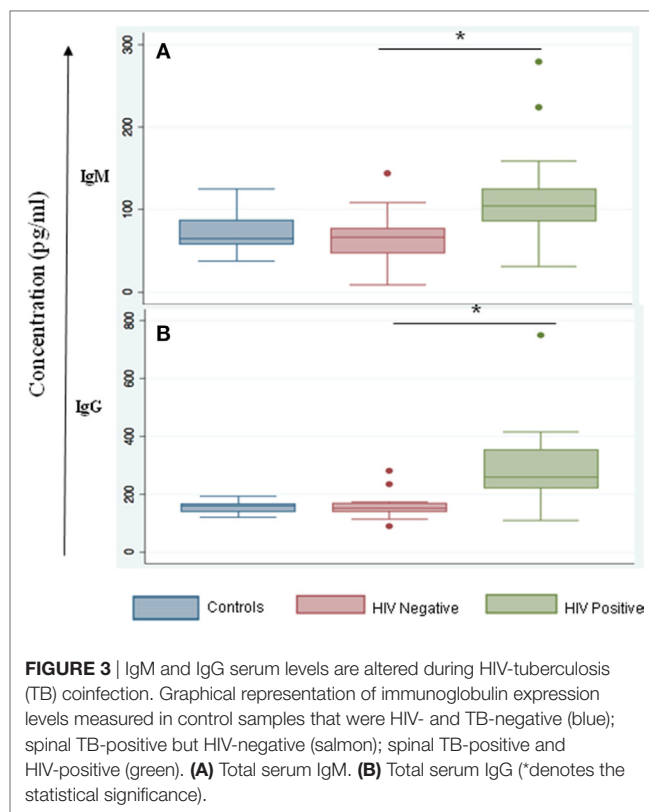 A
*
300
200
100
0
IgM
Concentration (pg/ml)
B
*
800
600
400
200
0
IgG
Controls HIV Negative HIV Positive
FIGURE 3 | IgM and IgG serum levels are altered during HIV-tuberculosis
(TB) coinfection. Graphical representation of immunoglobulin expression
levels measured in control samples that were HIV- and TB-negative (blue);
spinal TB-positive but HIV-negative (salmon); spinal TB-positive and
HIV-positive (green). (A) Total serum IgM. (B) Total serum IgG (*denotes the
statistical significance).